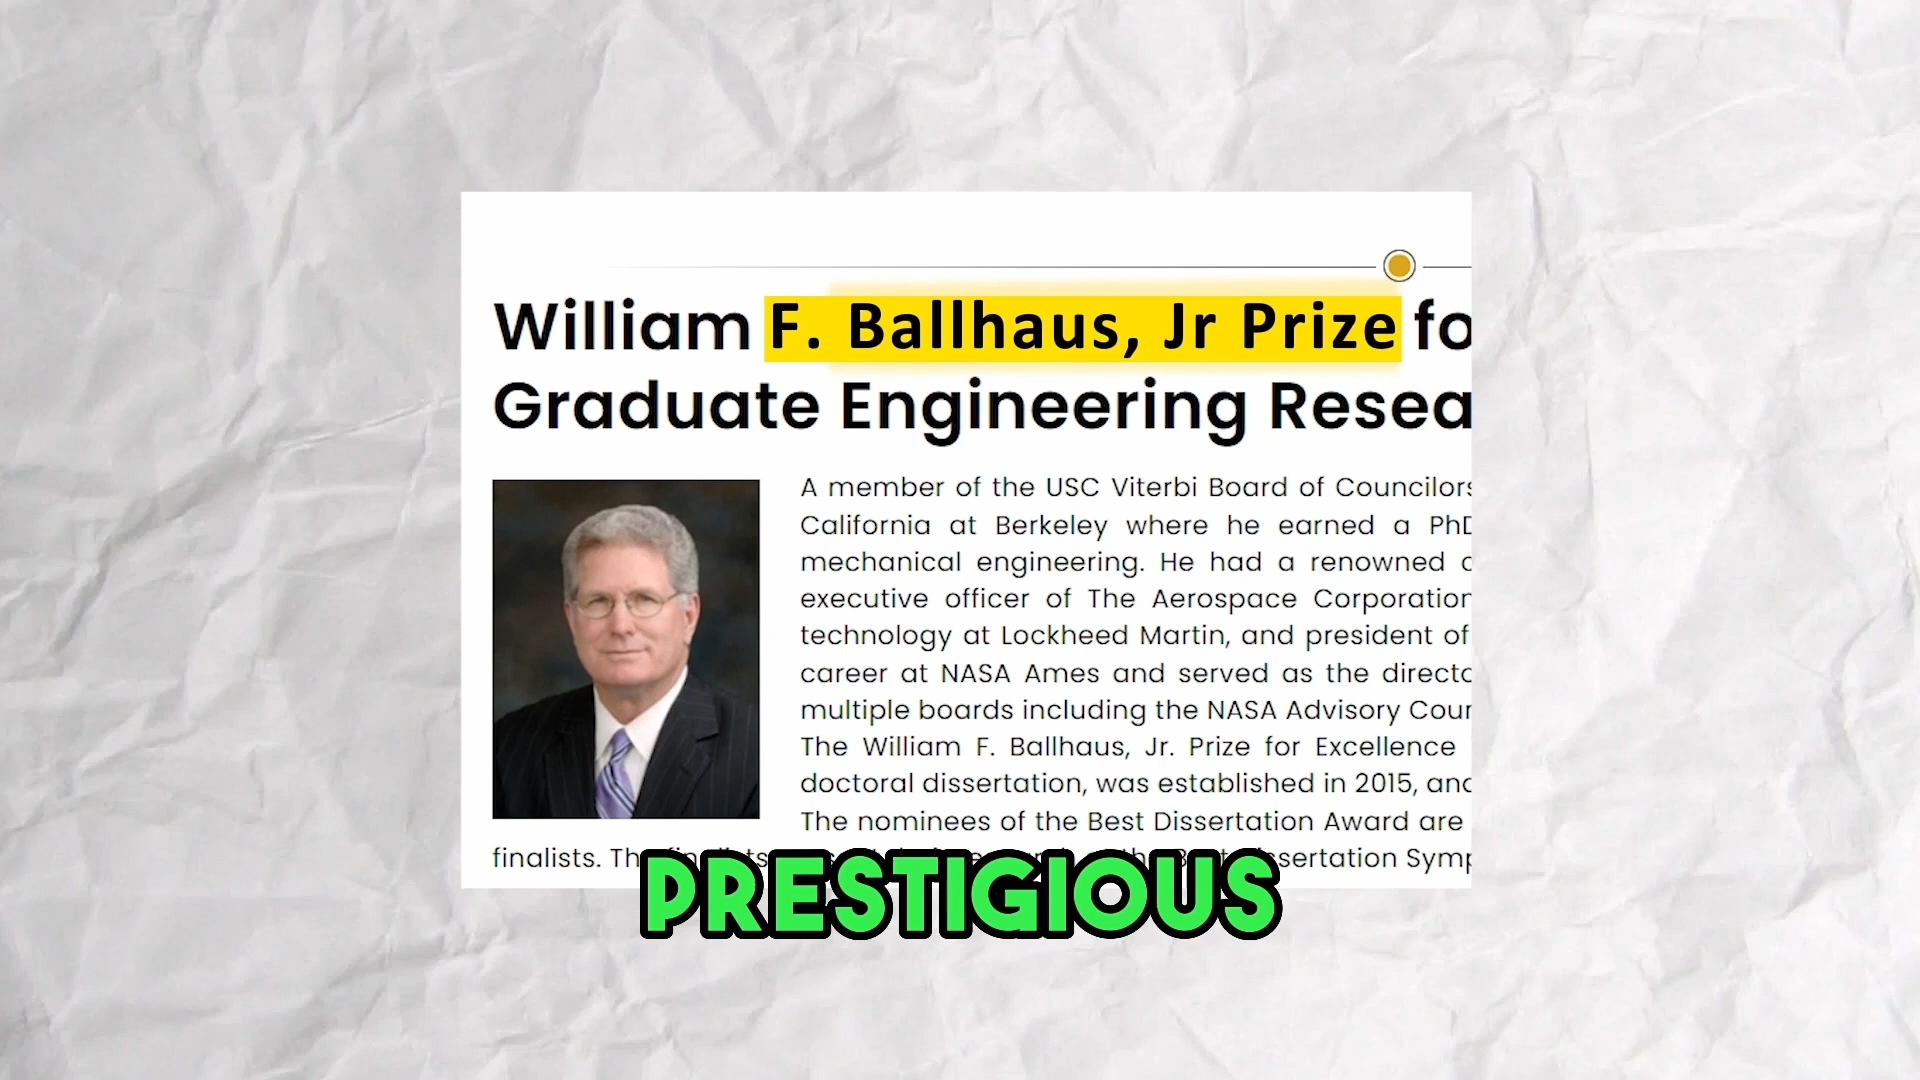 William F. Ballhaus, Jr Prize fo
Graduate Engineering Resea
A member of the USC Viterbi Board of Councilors
California at Berkeley where he earned a PhD
mechanical engineering. He had a renowned
executive officer of The Aerospace Corporation
technology at Lockheed Martin, and president of
career at NASA Ames and served as the directo
multiple boards including the NASA Advisory Coun
The William F. Ballhaus, Jr. Prize for Excellence
doctoral dissertation, was established in 2015, and
The nominees of the Best Dissertation Award are
finalists. The finalists Dissertation Symp
PRESTIGIOUS